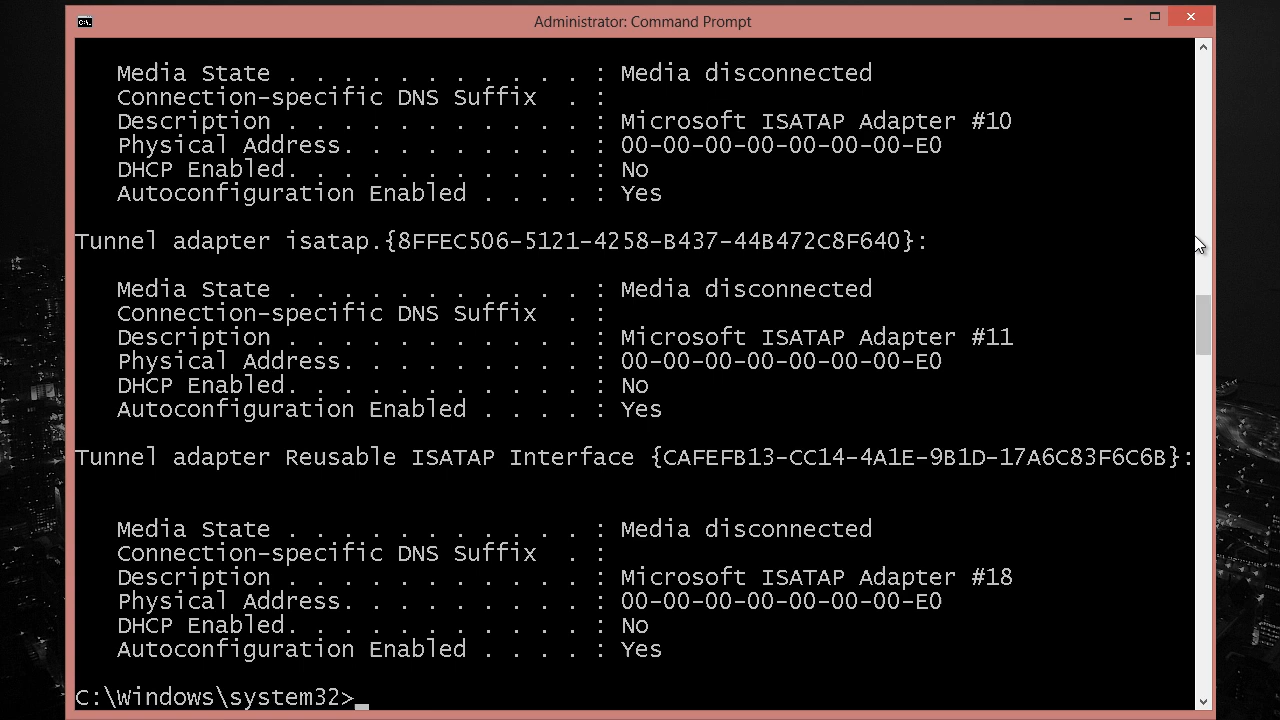 Administrator: Command Prompt
Media State . . . . . . . . . . . : Media disconnected
Connection-specific DNS Suffix  . :
Description . . . . . . . . . . . : Microsoft ISATAP Adapter #10
Physical Address. . . . . . . . . : 00-00-00-00-00-00-00-E0
DHCP Enabled. . . . . . . . . . . : No
Autoconfiguration Enabled . . . . : Yes
Tunnel adapter isatap.{8FFEC506-5121-4258-B437-44B472C8F640}:
Media State . . . . . . . . . . . : Media disconnected
Connection-specific DNS Suffix  . :
Description . . . . . . . . . . . : Microsoft ISATAP Adapter #11
Physical Address. . . . . . . . . : 00-00-00-00-00-00-00-E0
DHCP Enabled. . . . . . . . . . . : No
Autoconfiguration Enabled . . . . : Yes
Tunnel adapter Reusable ISATAP Interface {CAFEFB13-CC14-4A1E-9B1D-17A6C83F6C6B}:
Media State . . . . . . . . . . . : Media disconnected
Connection-specific DNS Suffix  . :
Description . . . . . . . . . . . : Microsoft ISATAP Adapter #18
Physical Address. . . . . . . . . : 00-00-00-00-00-00-00-E0
DHCP Enabled. . . . . . . . . . . : No
Autoconfiguration Enabled . . . . : Yes
C:\Windows\system32>_